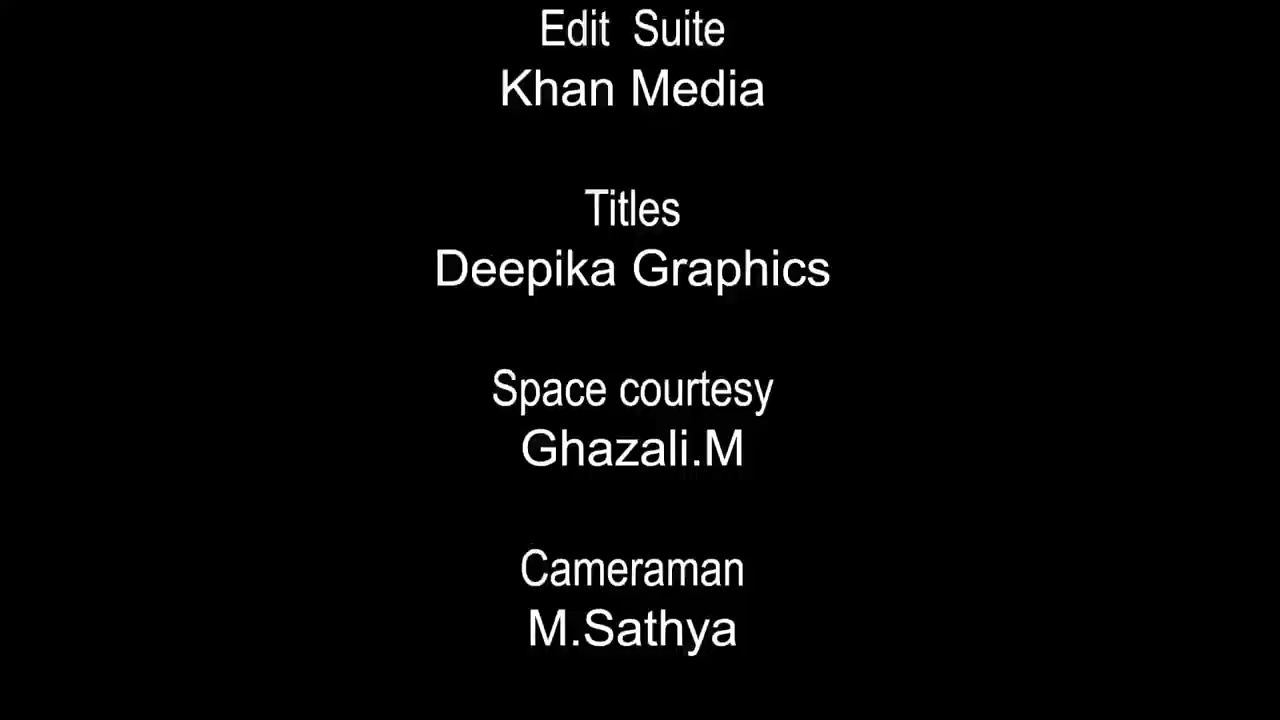 Edit  Suite
Khan Media
Titles
Deepika Graphics
Space courtesy
Ghazali.M
Cameraman
M.Sathya